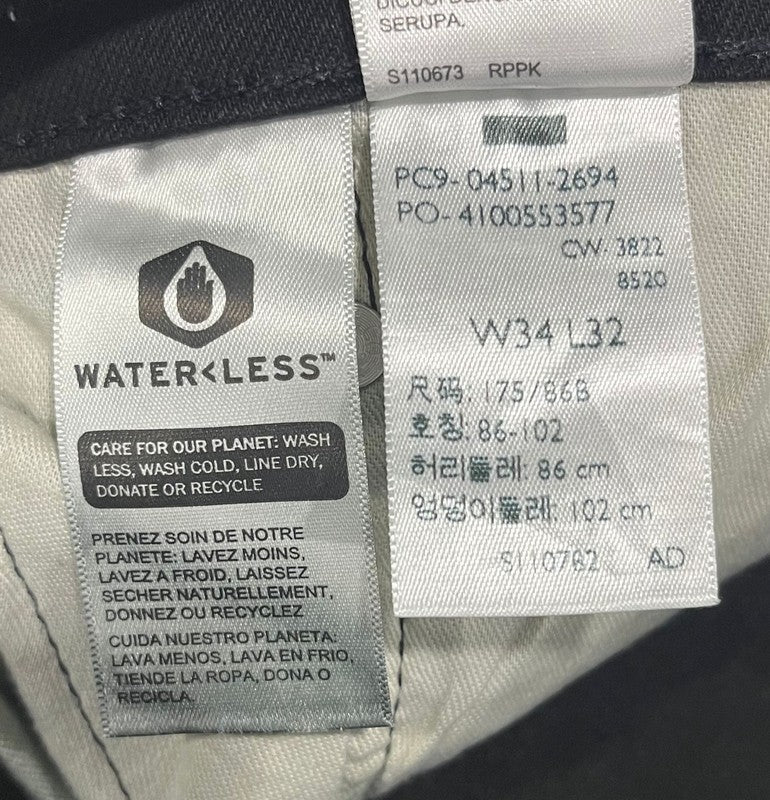 SERUPA.
S110673 RPPK
PC9-04511-2694
PO-4100553577
CW-3822
8520
W34 L32
尺码: 175/86B
호칭: 86-102
허리둘레: 86 cm
엉덩이둘레: 102 cm
S110782 AD
WATER<LESS™
CARE FOR OUR PLANET: WASH
LESS, WASH COLD, LINE DRY,
DONATE OR RECYCLE
PRENEZ SOIN DE NOTRE
PLANETE: LAVEZ MOINS,
LAVEZ A FROID, LAISSEZ
SECHER NATURELLEMENT,
DONNEZ OU RECYCLEZ
CUIDA NUESTRO PLANETA:
LAVA MENOS, LAVA EN FRIO,
TIENDE LA ROPA, DONA O
RECICLA.